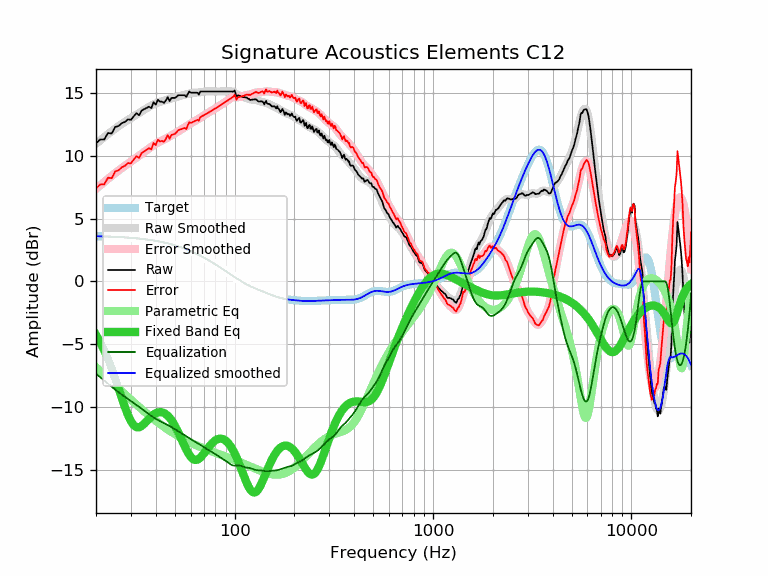 Signature Acoustics Elements C12
Amplitude (dBr)
15
10
5
0
−5
−10
−15
Target
Raw Smoothed
Error Smoothed
Raw
Error
Parametric Eq
Fixed Band Eq
Equalization
Equalized smoothed
100 1000 10000
Frequency (Hz)